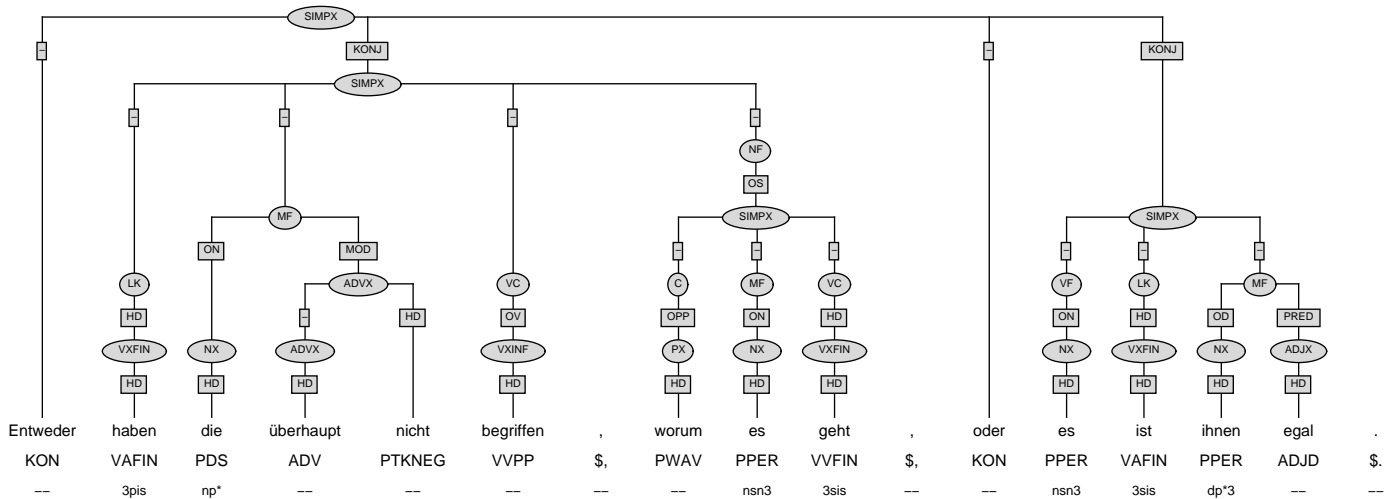 SIMPX
– KONJ – KONJ
SIMPX
– – – –
NF
OS
MF SIMPX SIMPX
ON MOD – – – – – –
LK ADVX VC C MF VC VF LK MF
HD – HD OV OPP ON HD ON HD OD PRED
VXFIN NX ADVX VXINF PX NX VXFIN NX VXFIN NX ADJX
HD HD HD HD HD HD HD HD HD HD HD
Entweder haben die überhaupt nicht begriffen , worum es geht , oder es ist ihnen egal .
KON VAFIN PDS ADV PTKNEG VVPP $, PWAV PPER VVFIN $, KON PPER VAFIN PPER ADJD $.
−− 3pis np* −− −− −− −− −− nsn3 3sis −− −− nsn3 3sis dp*3 −− −−